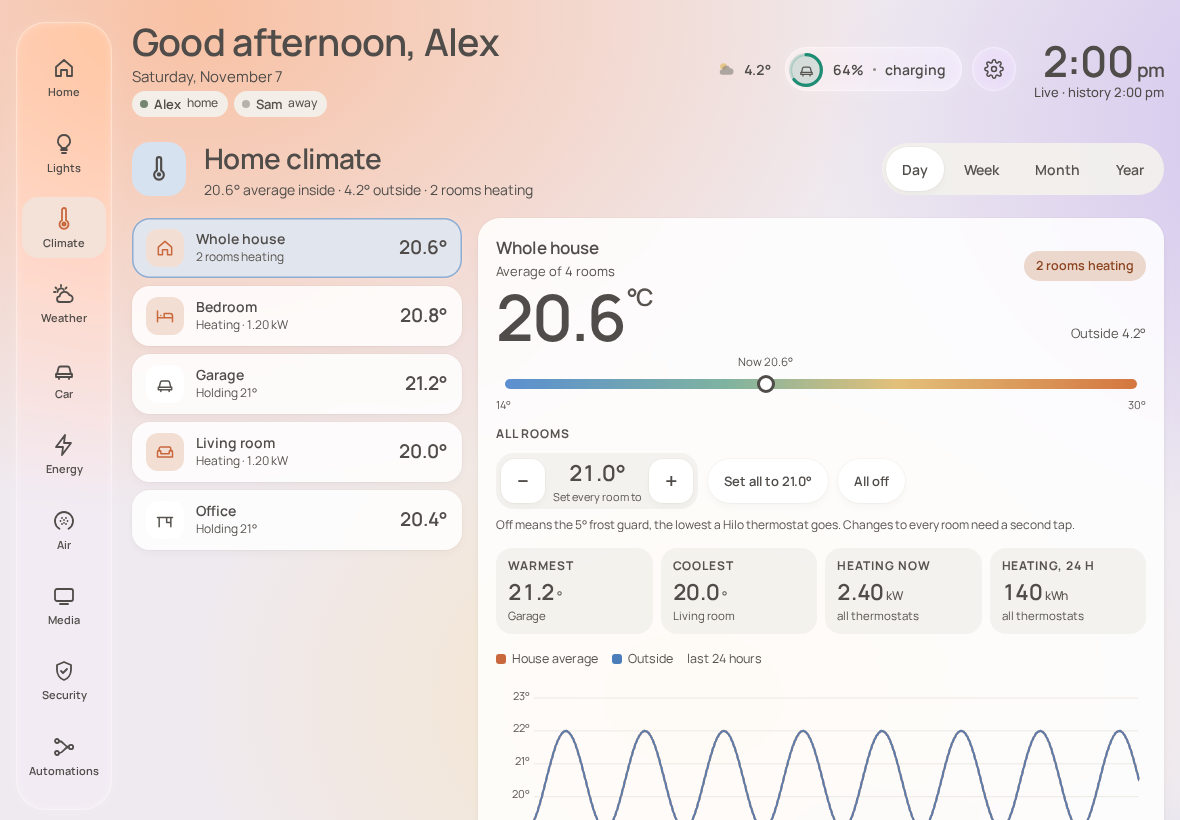 Good afternoon, Alex
Saturday, November 7
Alex home
Sam away
4.2°
64% · charging
2:00 pm
Live · history 2:00 pm
Home
Lights
Climate
Weather
Car
Energy
Air
Media
Security
Automations
Home climate
20.6° average inside · 4.2° outside · 2 rooms heating
Day
Week
Month
Year
Whole house
2 rooms heating
20.6°
Bedroom
Heating · 1.20 kW
20.8°
Garage
Holding 21°
21.2°
Living room
Heating · 1.20 kW
20.0°
Office
Holding 21°
20.4°
Whole house
Average of 4 rooms
2 rooms heating
20.6 °C
Outside 4.2°
Now 20.6°
14°
30°
ALL ROOMS
−
21.0°
Set every room to
+
Set all to 21.0°
All off
Off means the 5° frost guard, the lowest a Hilo thermostat goes. Changes to every room need a second tap.
WARMEST
21.2°
Garage
COOLEST
20.0°
Living room
HEATING NOW
2.40 kW
all thermostats
HEATING, 24 H
140 kWh
all thermostats
House average
Outside
last 24 hours
23°
22°
21°
20°